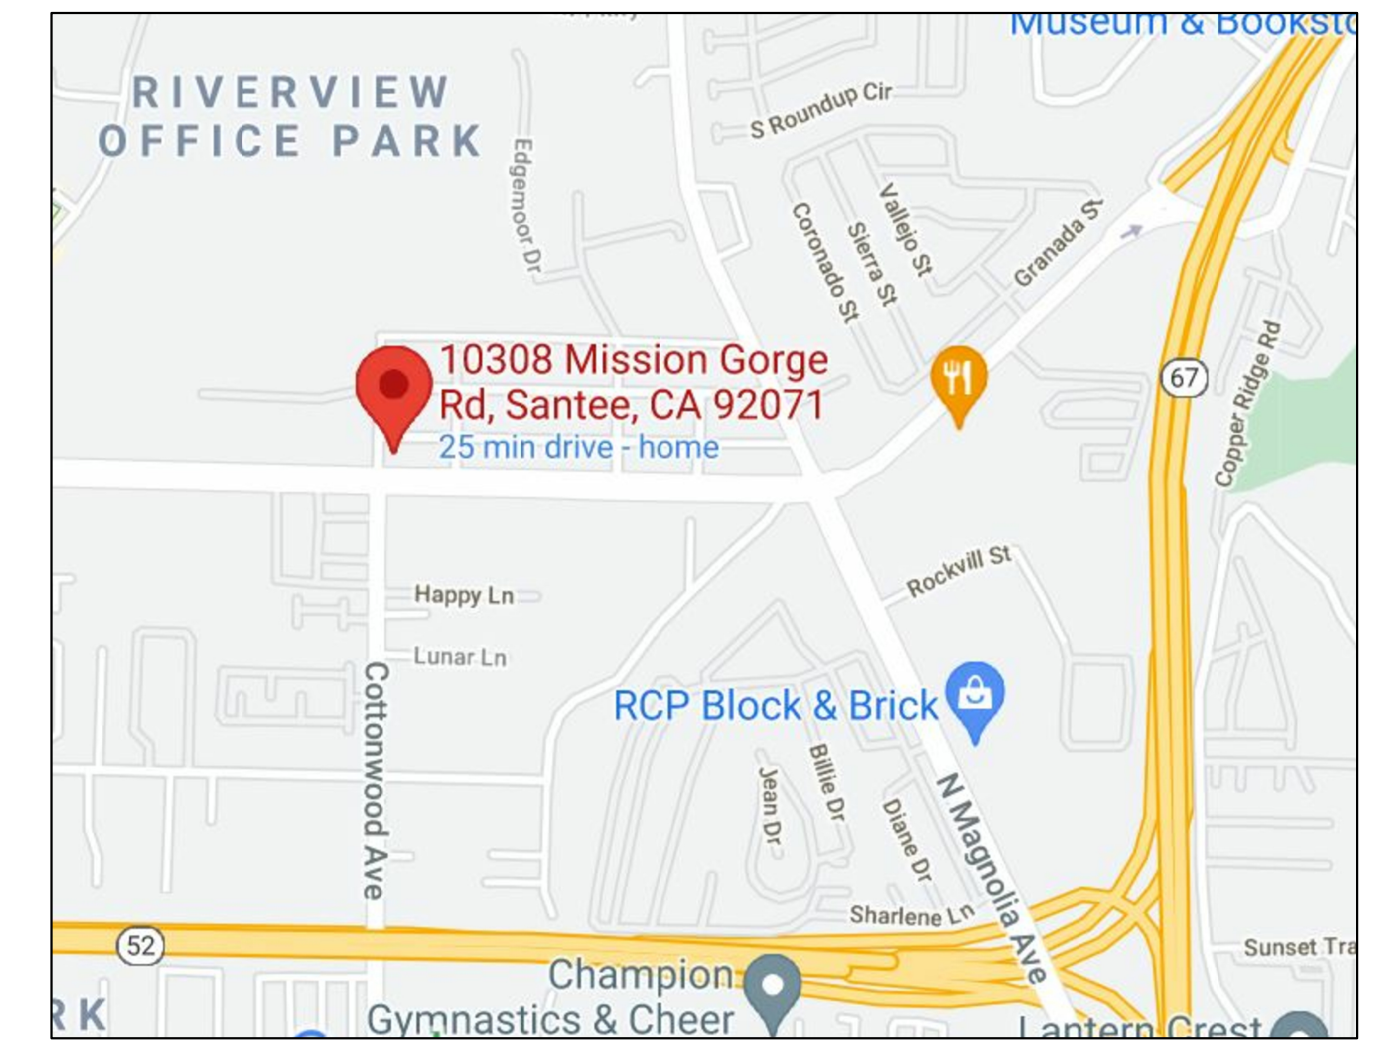 Museum & Booksto
RIVERVIEW
OFFICE PARK
S Roundup Cir
Edgemoor Dr
Vallejo St
Sierra St
Coronado St
Granada St
10308 Mission Gorge
Rd, Santee, CA 92071
25 min drive - home
67
Copper Ridge Rd
Rockvill St
Happy Ln
Lunar Ln
Cottonwood Ave
RCP Block & Brick
Billie Dr
Jean Dr
Diane Dr
N Magnolia Ave
Sharlene Ln
52
Sunset Tra
Champion
Gymnastics & Cheer
RK
Lantern Crest